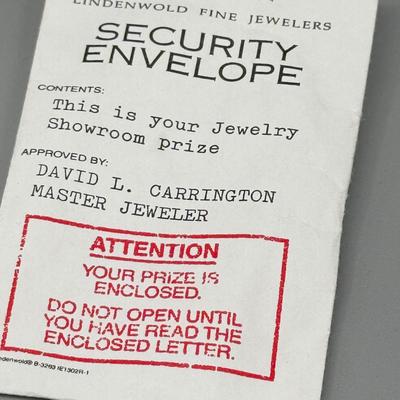 LINDENWOLD FINE JEWELERS
SECURITY
ENVELOPE
CONTENTS:
This is your Jewelry
Showroom prize
APPROVED BY:
DAVID L. CARRINGTON
MASTER JEWELER
ATTENTION
YOUR PRIZE IS
ENCLOSED.
DO NOT OPEN UNTIL
YOU HAVE READ THE
ENCLOSED LETTER.